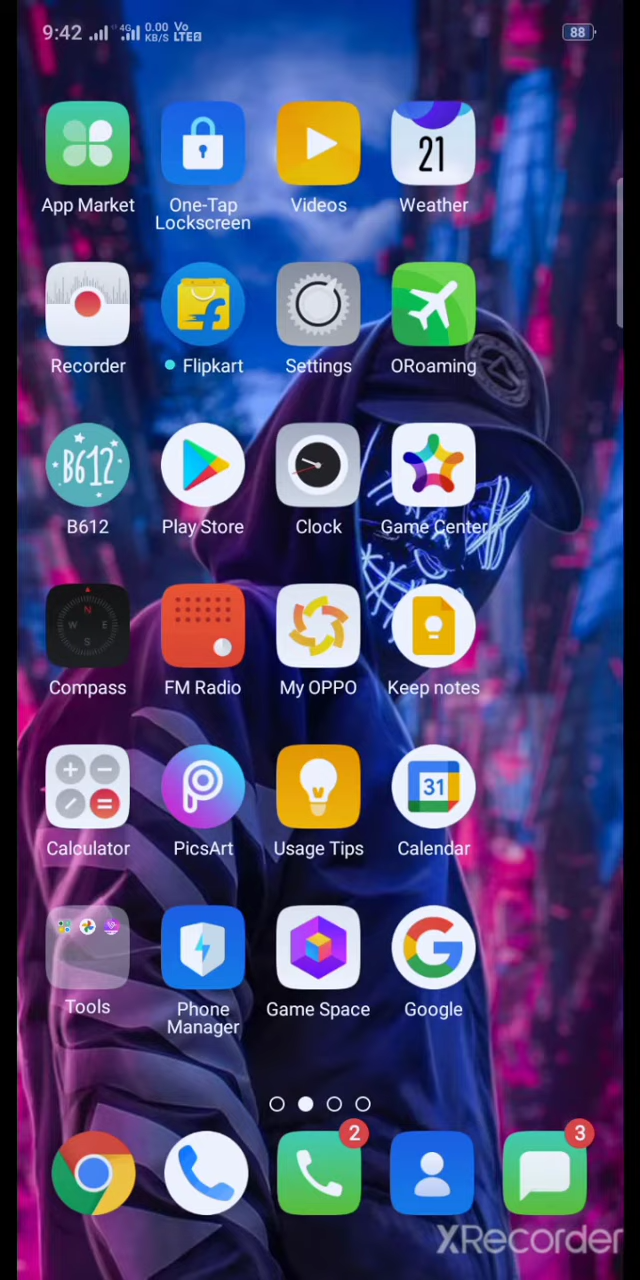 9:42 4G 0.00 KB/S Vo LTE2 88
21
App Market One-Tap Lockscreen Videos Weather
Recorder Flipkart Settings ORoaming
B612
B612 Play Store Clock Game Center
N
W E
S
Compass FM Radio My OPPO Keep notes
31
Calculator PicsArt Usage Tips Calendar
Tools Phone Manager Game Space Google
2 3
XRecorder